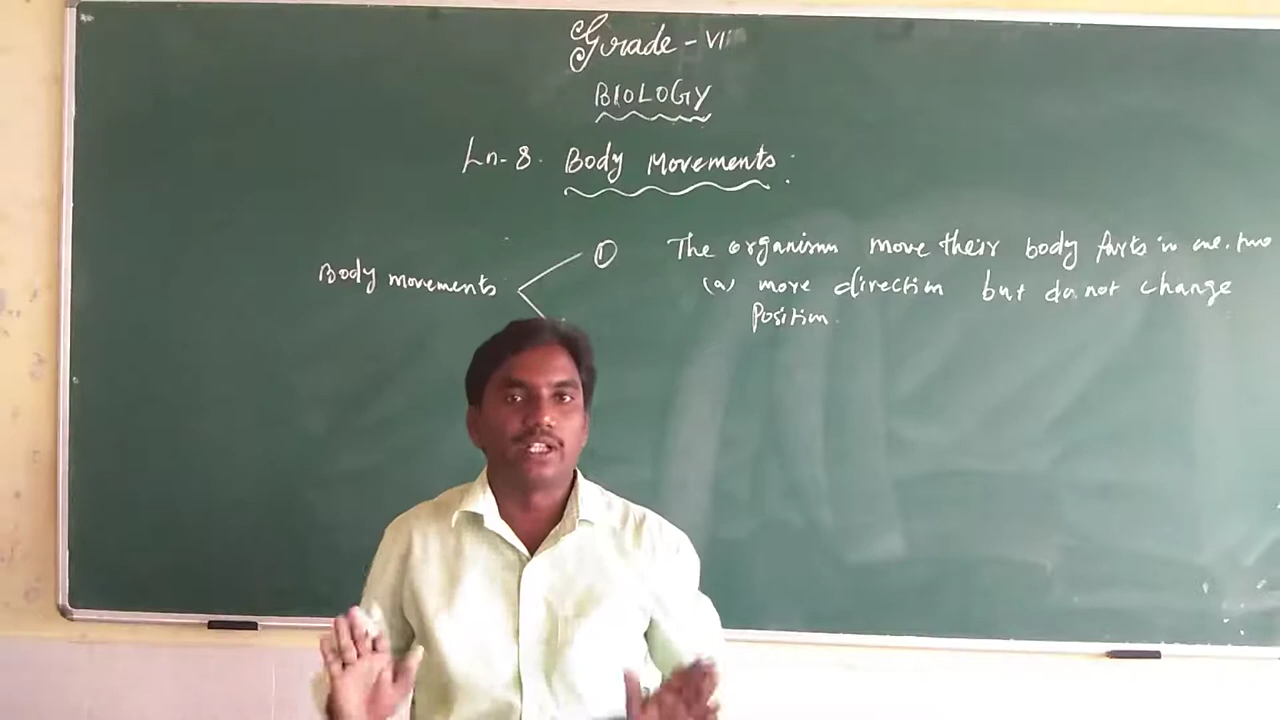 Grade - VI
BIOLOGY
Ln-8. Body Movements:
Body movements
① The organism move their body parts in one, two
(or) more direction but do not change
Position.